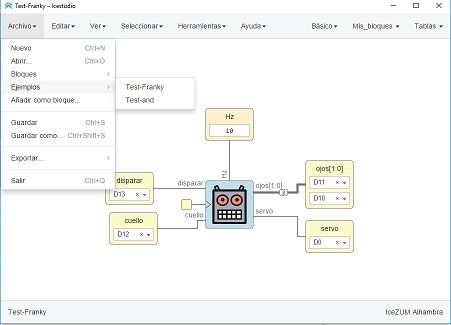 Test-Franky - Icestudio
Archivo Editar Ver Seleccionar Herramientas Ayuda Básico Mis_bloques Tablas
Nuevo Ctrl+N
Abrir... Ctrl+O
Bloques
Ejemplos
Añadir como bloque...
Guardar Ctrl+S
Guardar como... Ctrl+Shift+S
Exportar...
Salir Ctrl+Q
Test-Franky
Test-and
Hz
10
Hz
disparar
D13
disparar
cuello
D12
cuello
ojos[1:0]
2
servo
ojos[1:0]
D11
D10
servo
D0
Test-Franky
IceZUM Alhambra